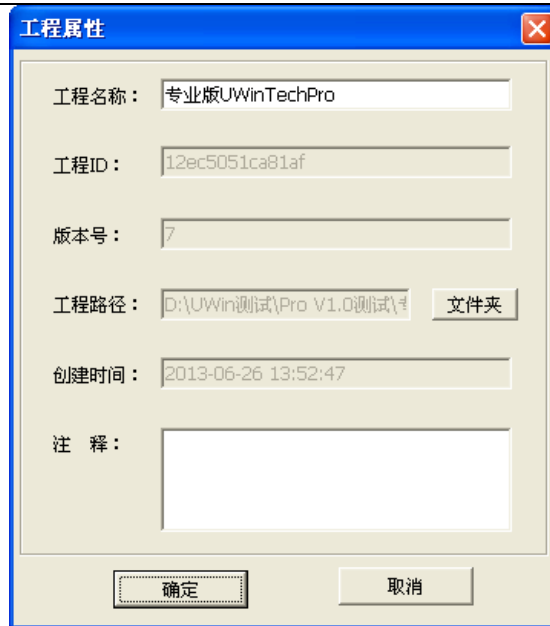 工程属性
工程名称： 专业版UWinTechPro
工程ID： 12ec5051ca81af
版本号： 7
工程路径： D:\UWin测试\Pro V1.0测试\ 文件夹
创建时间： 2013-06-26 13:52:47
注 释：
确定 取消